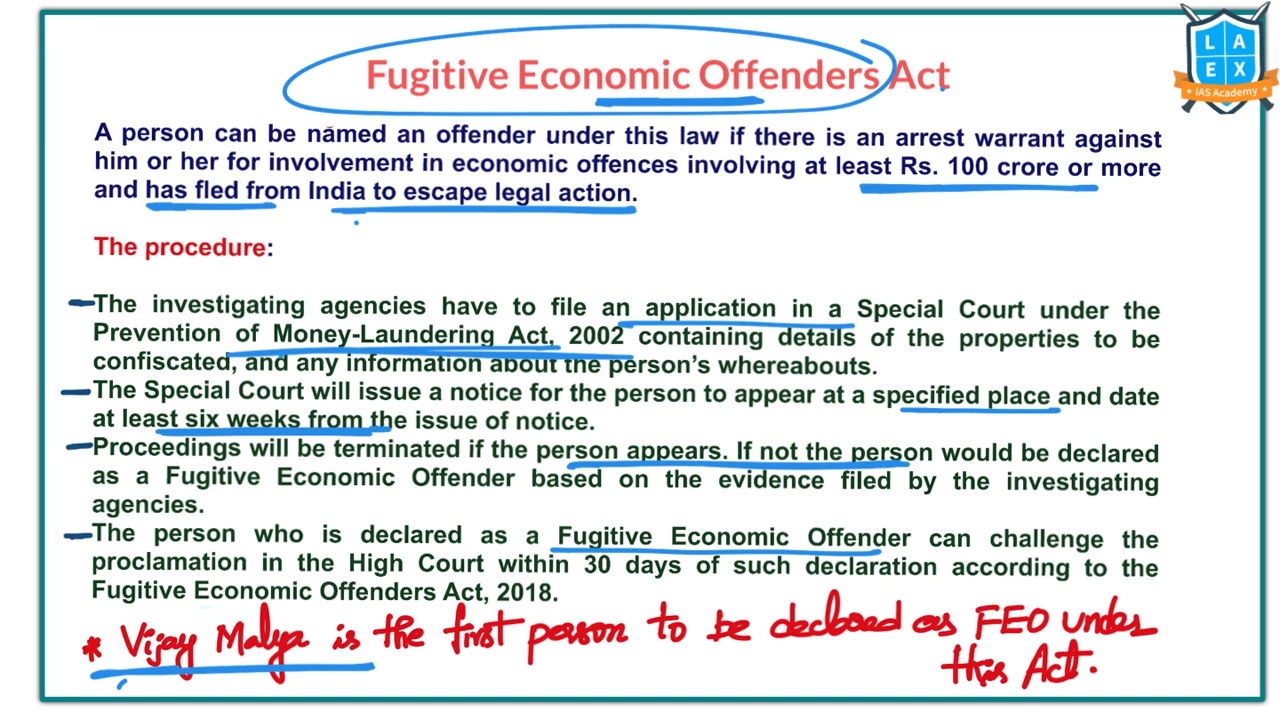 Fugitive Economic Offenders Act
L A
E X
IAS Academy
A person can be named an offender under this law if there is an arrest warrant against
him or her for involvement in economic offences involving at least Rs. 100 crore or more
and has fled from India to escape legal action.
The procedure:
The investigating agencies have to file an application in a Special Court under the
Prevention of Money-Laundering Act, 2002 containing details of the properties to be
confiscated, and any information about the person's whereabouts.
The Special Court will issue a notice for the person to appear at a specified place and date
at least six weeks from the issue of notice.
Proceedings will be terminated if the person appears. If not the person would be declared
as a Fugitive Economic Offender based on the evidence filed by the investigating
agencies.
The person who is declared as a Fugitive Economic Offender can challenge the
proclamation in the High Court within 30 days of such declaration according to the
Fugitive Economic Offenders Act, 2018.
* Vijay Malya is the first person to be declared as FEO under
this Act.